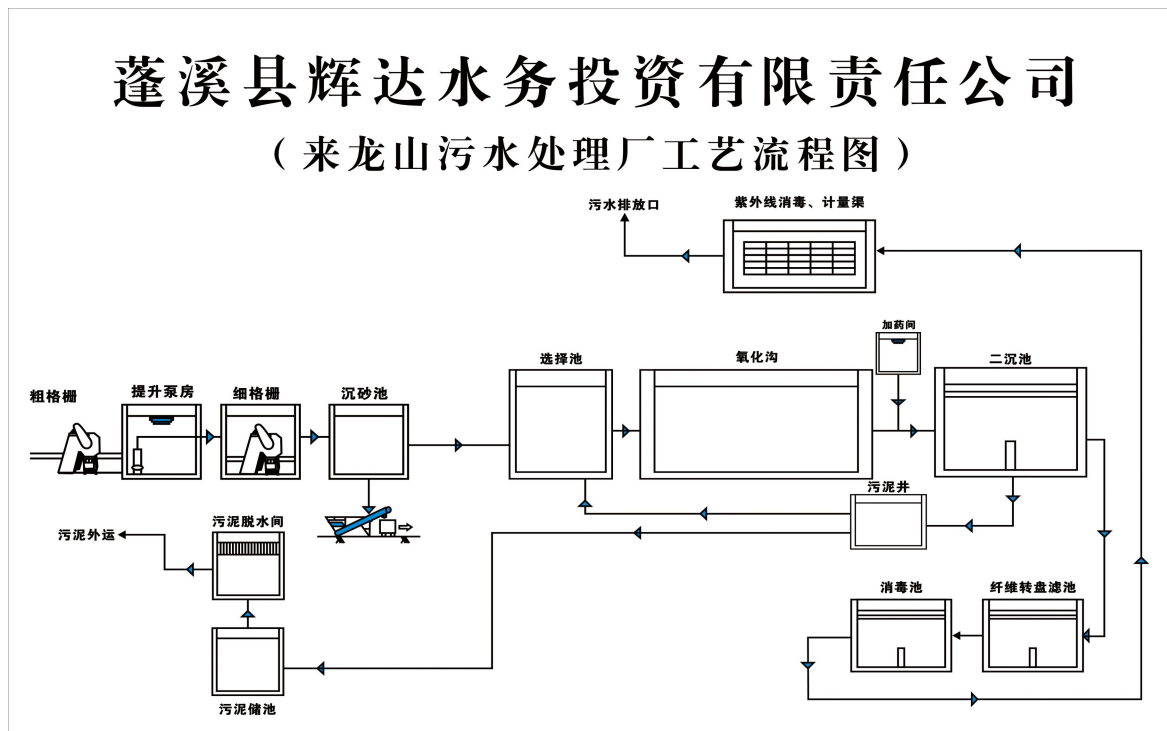 蓬溪县辉达水务投资有限责任公司
（来龙山污水处理厂工艺流程图）
污水排放口
紫外线消毒、计量渠
加药间
选择池
氧化沟
二沉池
粗格栅
提升泵房
细格栅
沉砂池
污泥井
污泥脱水间
污泥外运
消毒池
纤维转盘滤池
污泥储池